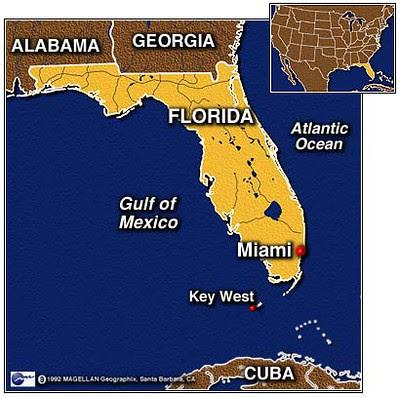 ALABAMA
GEORGIA
FLORIDA
Atlantic
Ocean
Gulf of
Mexico
Miami
Key West
CUBA
© 1992 MAGELLAN Geographix, Santa Barbara, CA